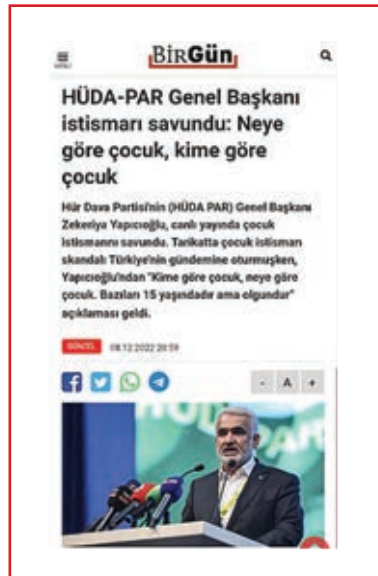 MENU
BirGün
HÜDA-PAR Genel Başkanı
istismarı savundu: Neye
göre çocuk, kime göre
çocuk
Hür Dava Partisi'nin (HÜDA PAR) Genel Başkanı
Zekeriya Yapıcıoğlu, canlı yayında çocuk
istismarını savundu. Tarikatta çocuk istismarı
skandalı Türkiye'nin gündemine oturmuşken,
Yapıcıoğlu'ndan "Kime göre çocuk, neye göre
çocuk. Bazıları 15 yaşındadır ama olgundur"
açıklaması geldi.
GÜNCEL 08.12.2022 20:59
- A +
HÜDA PAR